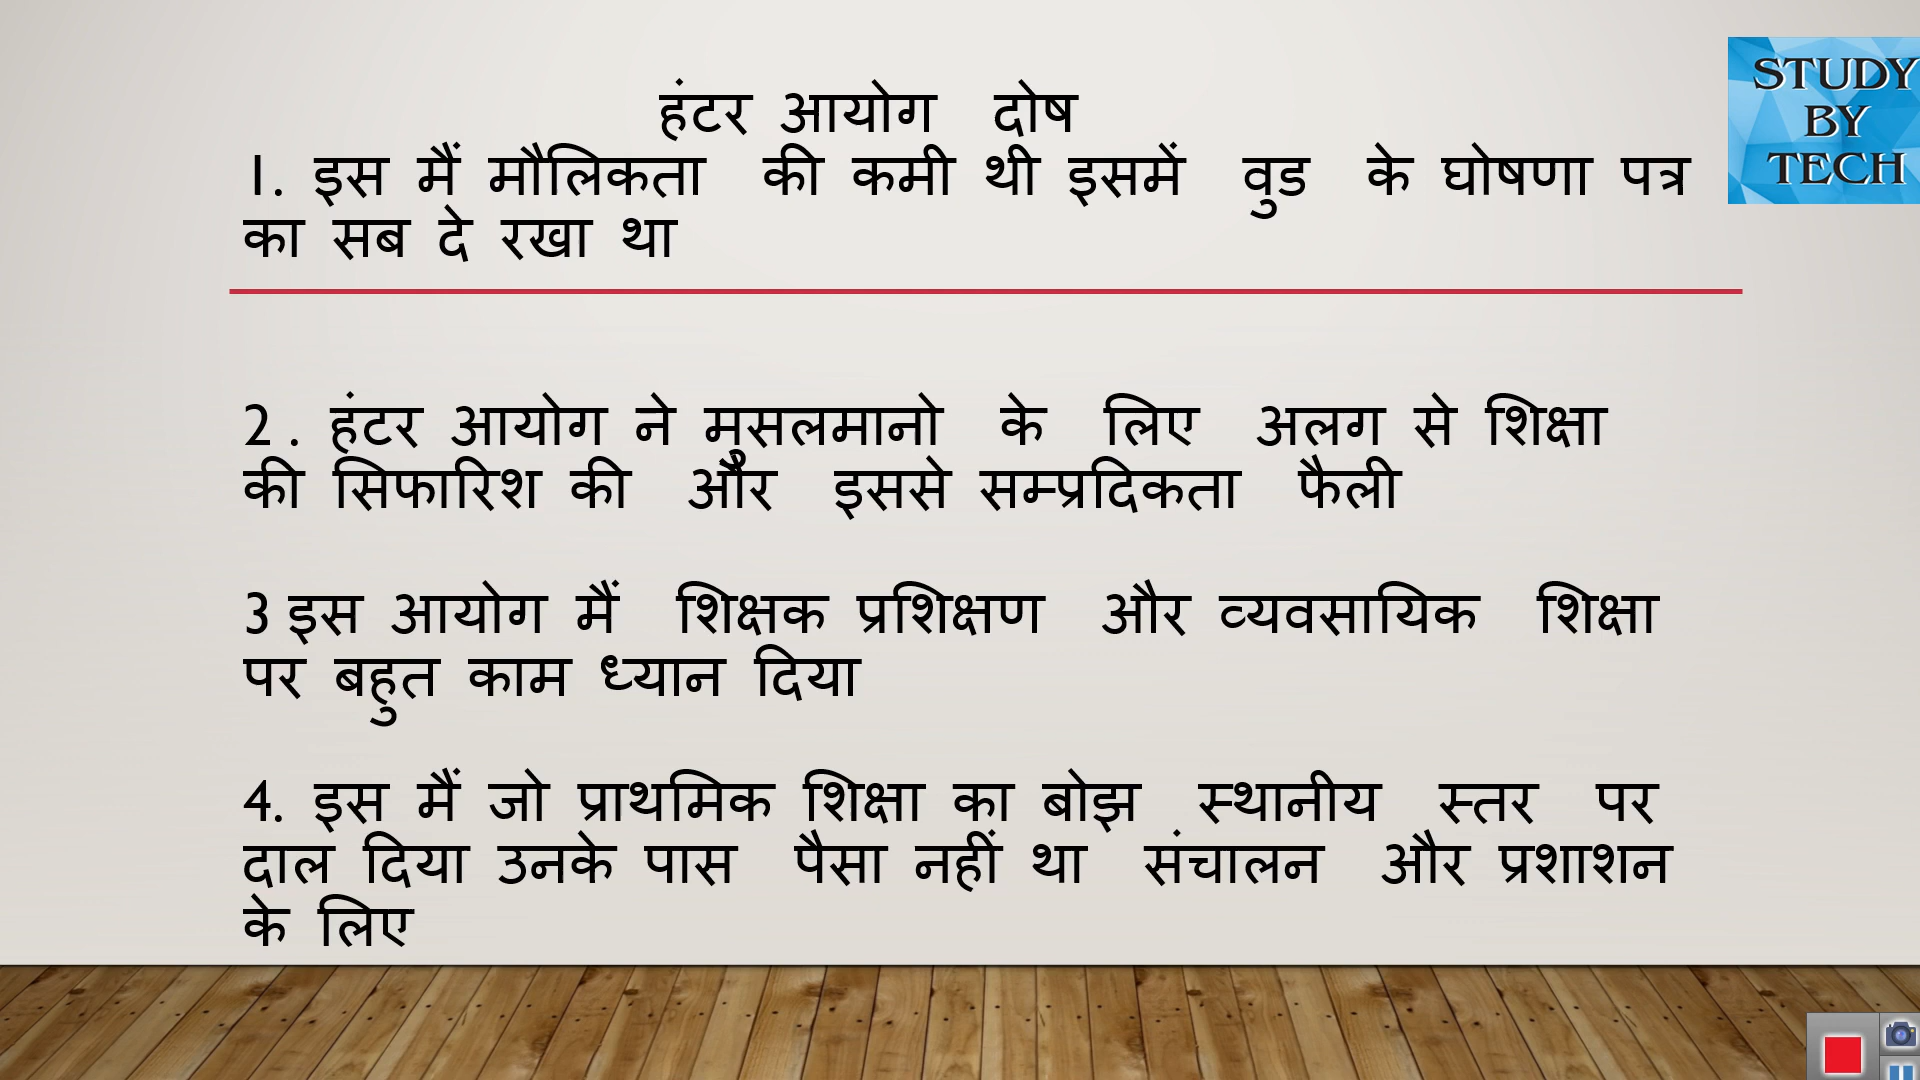 हंटर आयोग दोष
1. इस मैं मौलिकता की कमी थी इसमें वुड के घोषणा पत्र
का सब दे रखा था
STUDY
BY
TECH
2 . हंटर आयोग ने मुसलमानो के लिए अलग से शिक्षा
की सिफारिश की और इससे सम्प्रदिकता फैली
3 इस आयोग मैं शिक्षक प्रशिक्षण और व्यवसायिक शिक्षा
पर बहुत काम ध्यान दिया
4. इस मैं जो प्राथमिक शिक्षा का बोझ स्थानीय स्तर पर
दाल दिया उनके पास पैसा नहीं था संचालन और प्रशाशन
के लिए